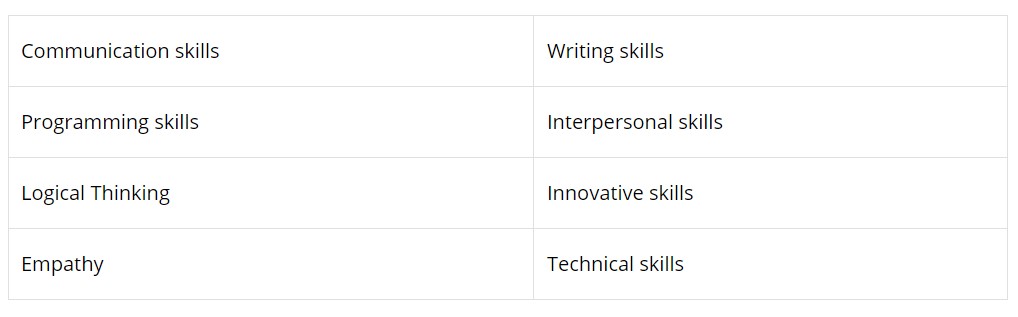 Communication skills
Writing skills
Programming skills
Interpersonal skills
Logical Thinking
Innovative skills
Empathy
Technical skills